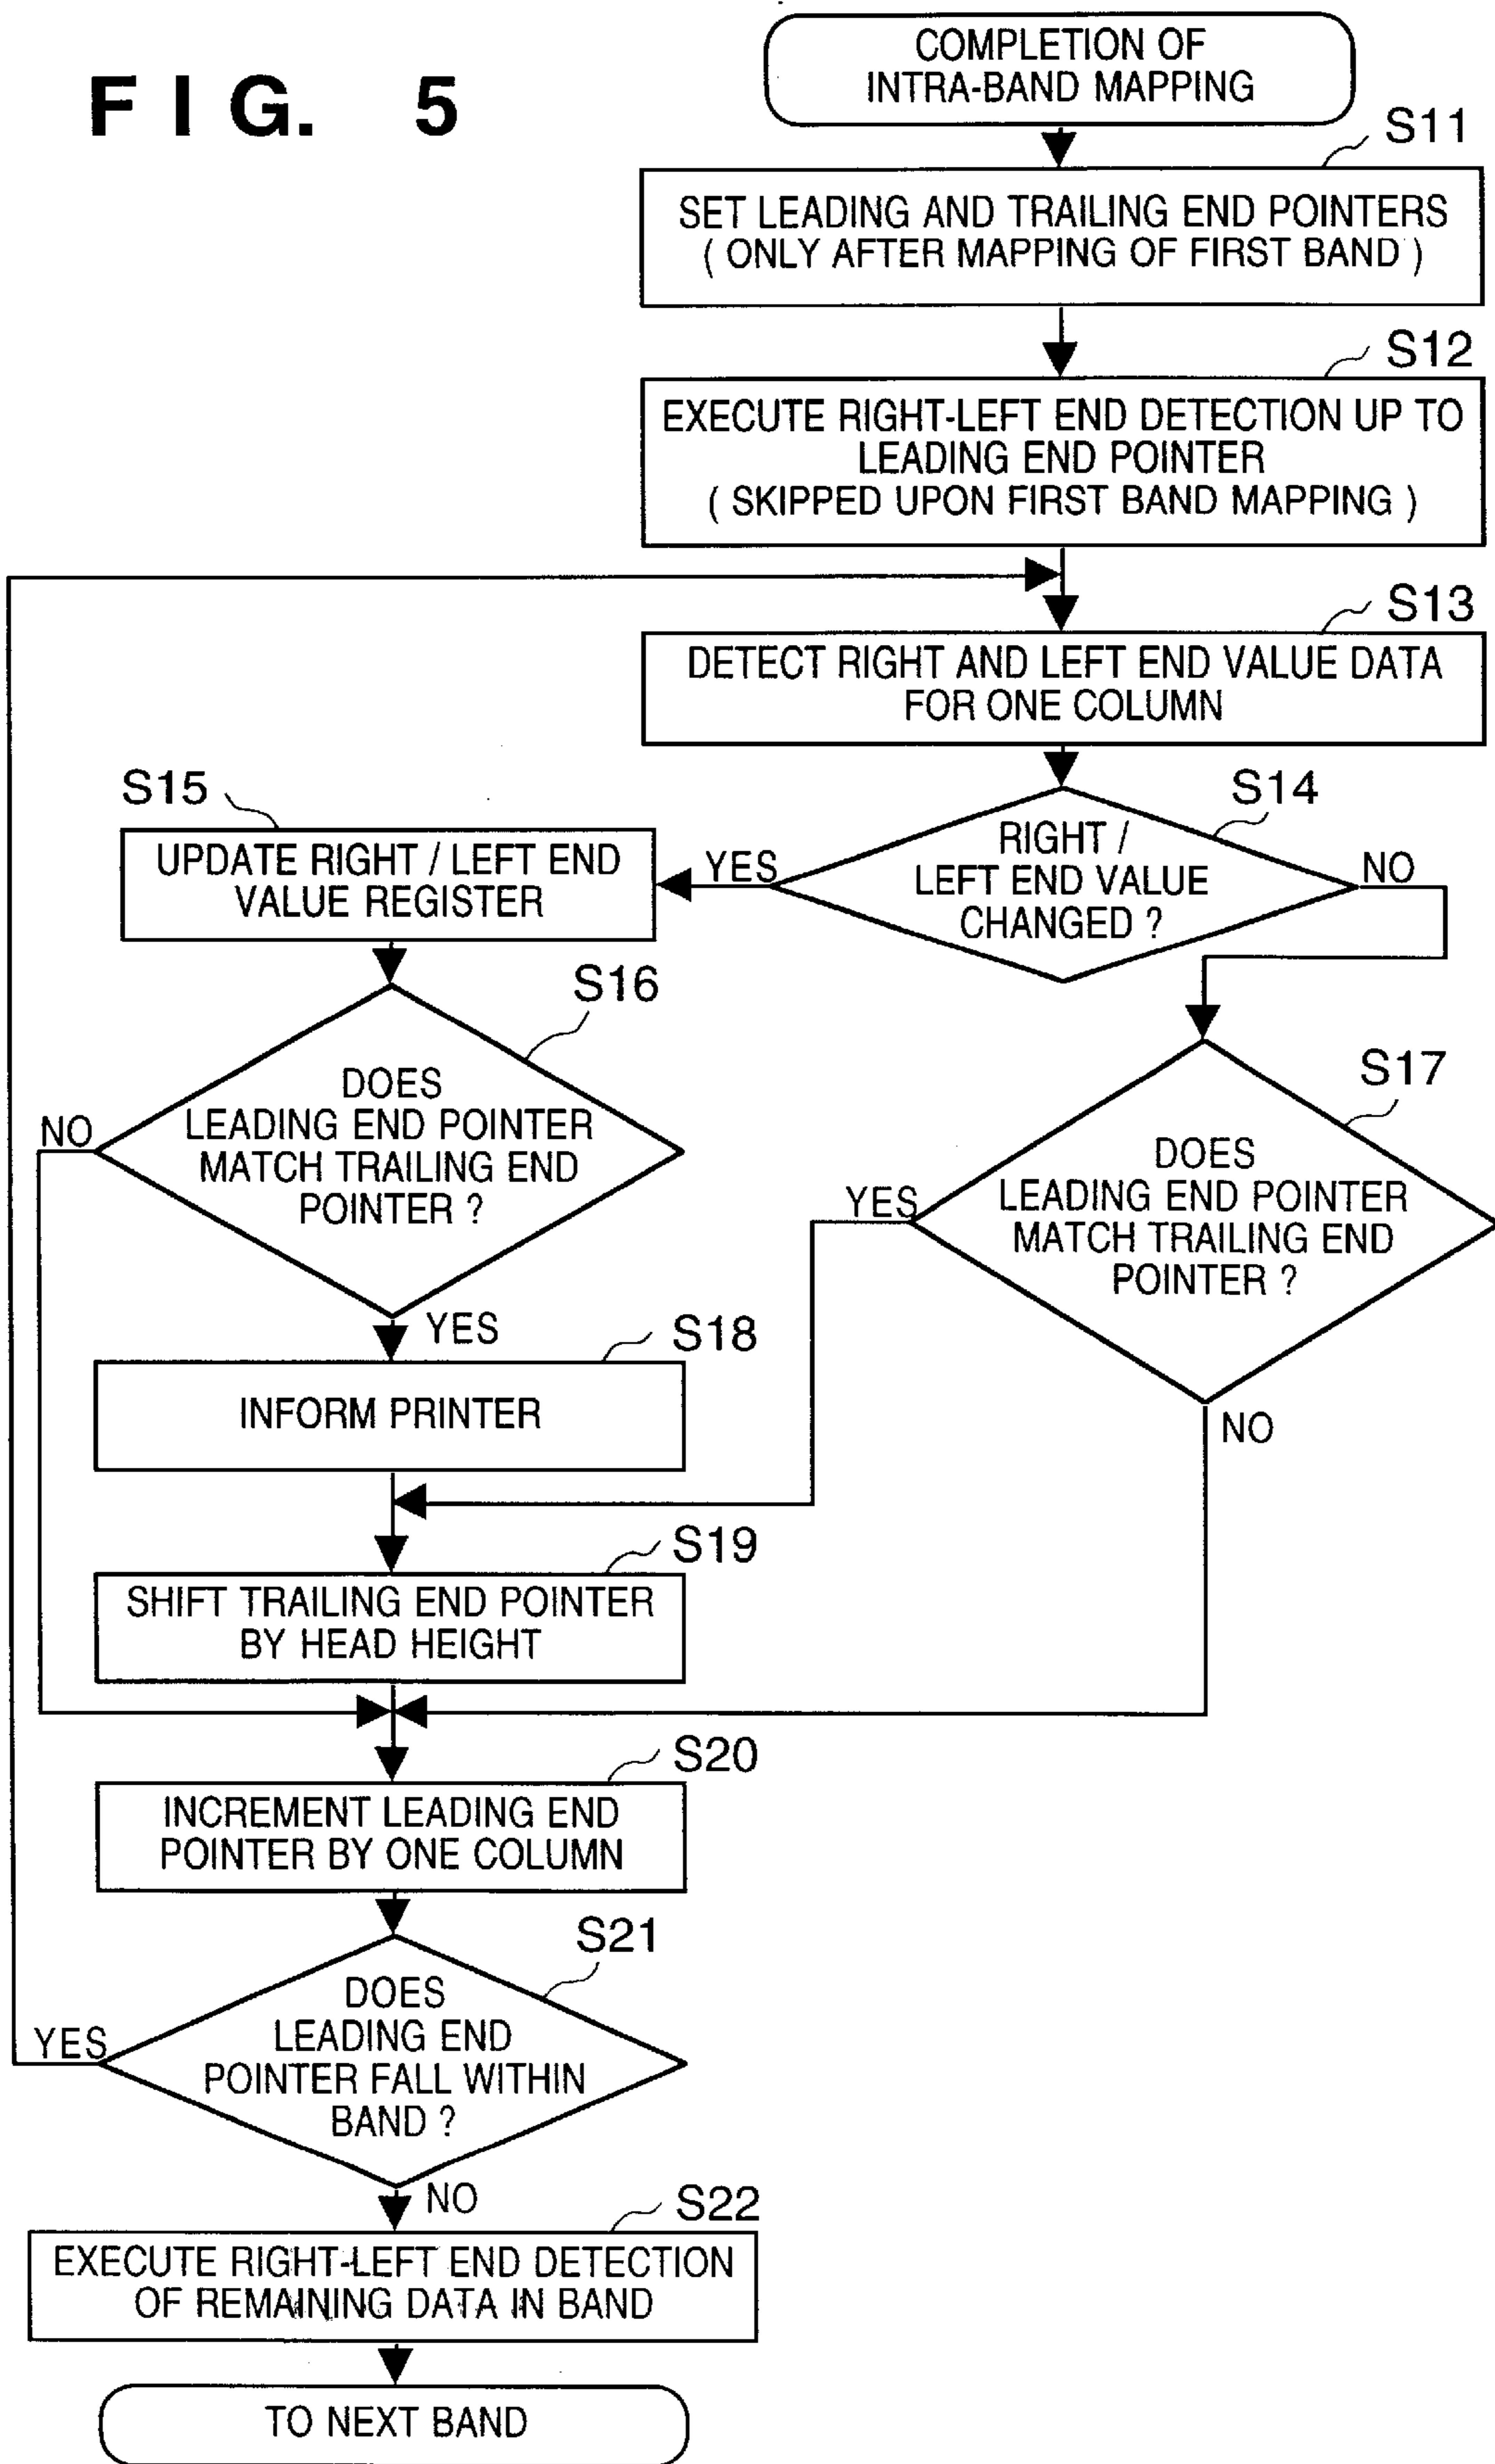 FIG. 5
COMPLETION OF
INTRA-BAND MAPPING
S11
SET LEADING AND TRAILING END POINTERS
( ONLY AFTER MAPPING OF FIRST BAND )
S12
EXECUTE RIGHT-LEFT END DETECTION UP TO
LEADING END POINTER
( SKIPPED UPON FIRST BAND MAPPING )
S13
DETECT RIGHT AND LEFT END VALUE DATA
FOR ONE COLUMN
S14
RIGHT /
LEFT END VALUE
CHANGED ?
YES
NO
S15
UPDATE RIGHT / LEFT END
VALUE REGISTER
S16
DOES
LEADING END POINTER
MATCH TRAILING END
POINTER ?
NO
YES
S17
DOES
LEADING END POINTER
MATCH TRAILING END
POINTER ?
YES
NO
S18
INFORM PRINTER
S19
SHIFT TRAILING END POINTER
BY HEAD HEIGHT
S20
INCREMENT LEADING END
POINTER BY ONE COLUMN
S21
DOES
LEADING END
POINTER FALL WITHIN
BAND ?
YES
NO
S22
EXECUTE RIGHT-LEFT END DETECTION
OF REMAINING DATA IN BAND
TO NEXT BAND